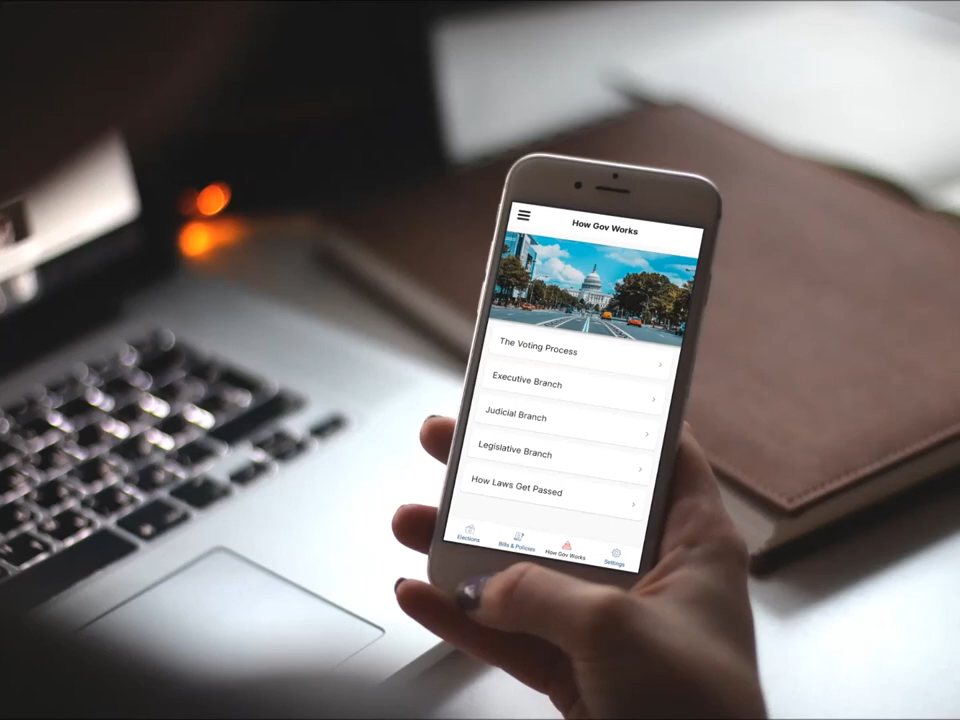 How Gov Works
The Voting Process
Executive Branch
Judicial Branch
Legislative Branch
How Laws Get Passed
Elections
Bills & Policies
How Gov Works
Settings